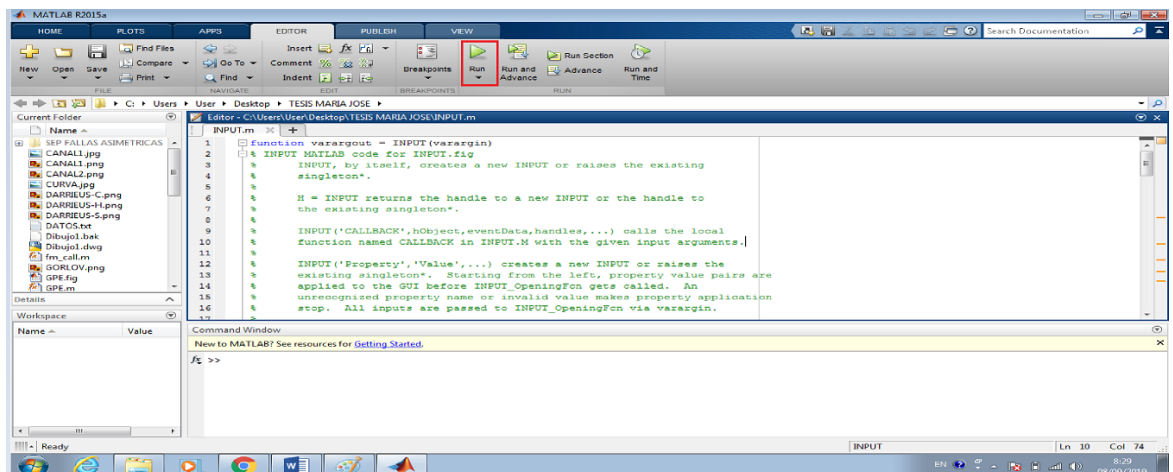 MATLAB R2015a
HOME PLOTS APPS EDITOR PUBLISH VIEW
Search Documentation
New Open Save Find Files Compare Print
Go To Find
Insert fx Comment Indent
Breakpoints Run Run and Advance Run Section Advance Run and Time
FILE NAVIGATE EDIT BREAKPOINTS RUN
C: Users User Desktop TESIS MARIA JOSE
Current Folder
Name
SEP FALLAS ASIMETRICAS
CANAL1.jpg
CANAL1.png
CANAL2.png
CURVA.jpg
DARRIEUS-C.png
DARRIEUS-H.png
DARRIEUS-S.png
DATOS.txt
Dibujo1.bak
Dibujo1.dwg
fm_call.m
GORLOV.png
GPE.fig
GPE.m
Details
Workspace
Name Value
Editor - C:\Users\User\Desktop\TESIS MARIA JOSE\INPUT.m
INPUT.m
1 function varargout = INPUT(varargin)
2 % INPUT MATLAB code for INPUT.fig
3 % INPUT, by itself, creates a new INPUT or raises the existing
4 % singleton*.
5 %
6 % H = INPUT returns the handle to a new INPUT or the handle to
7 % the existing singleton*.
8 %
9 % INPUT('CALLBACK',hObject,eventData,handles,...) calls the local
10 % function named CALLBACK in INPUT.M with the given input arguments.
11 %
12 % INPUT('Property','Value',...) creates a new INPUT or raises the
13 % existing singleton*. Starting from the left, property value pairs are
14 % applied to the GUI before INPUT_OpeningFcn gets called. An
15 % unrecognized property name or invalid value makes property application
16 % stop. All inputs are passed to INPUT_OpeningFcn via varargin.
17 %
Command Window
New to MATLAB? See resources for Getting Started.
fx >>
Ready
INPUT
Ln 10 Col 74
EN
8:29
08/09/2019